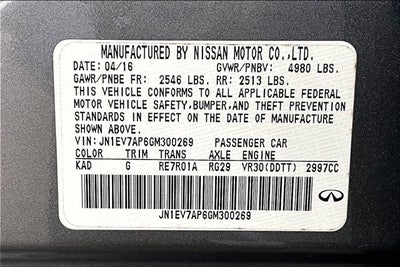 MANUFACTURED BY NISSAN MOTOR CO.,LTD.
DATE: 04/16 GVWR/PNBV: 4980 LBS.
GAWR/PNBE FR: 2546 LBS. RR: 2513 LBS.
THIS VEHICLE CONFORMS TO ALL APPLICABLE FEDERAL
MOTOR VEHICLE SAFETY, BUMPER, AND THEFT PREVENTION
STANDARDS IN EFFECT ON THE DATE OF MANUFACTURE
SHOWN ABOVE.
VIN: JN1EV7AP6GM300269 PASSENGER CAR
COLOR TRIM TRANS AXLE ENGINE
KAD G RE7R01A RG29 VR30(DDTT) 2997CC
JN1EV7AP6GM300269